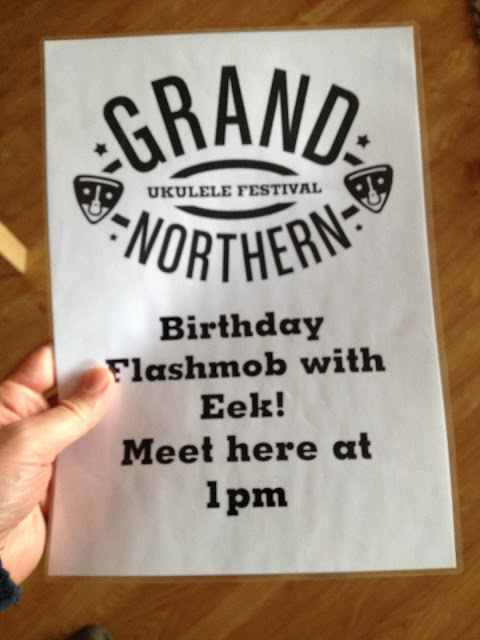 GRAND
UKULELE FESTIVAL
NORTHERN
Birthday
Flashmob with
Eek!
Meet here at
1pm